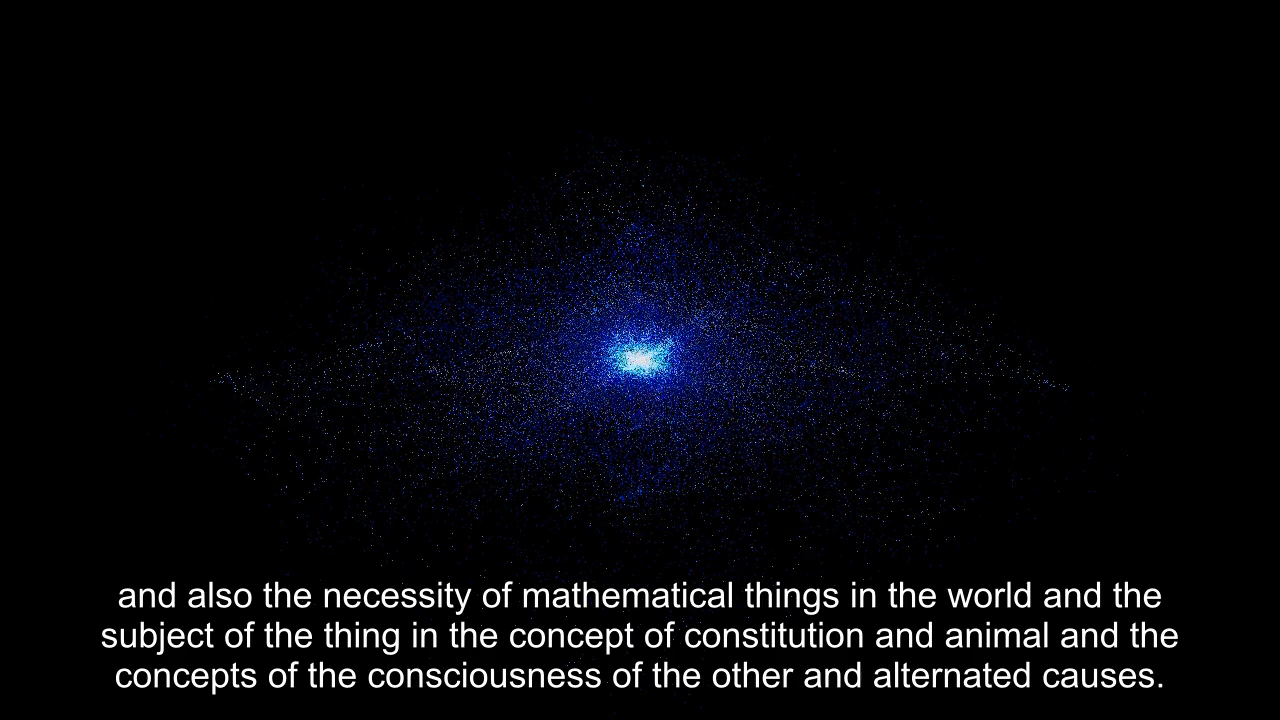 and also the necessity of mathematical things in the world and the
subject of the thing in the concept of constitution and animal and the
concepts of the consciousness of the other and alternated causes.